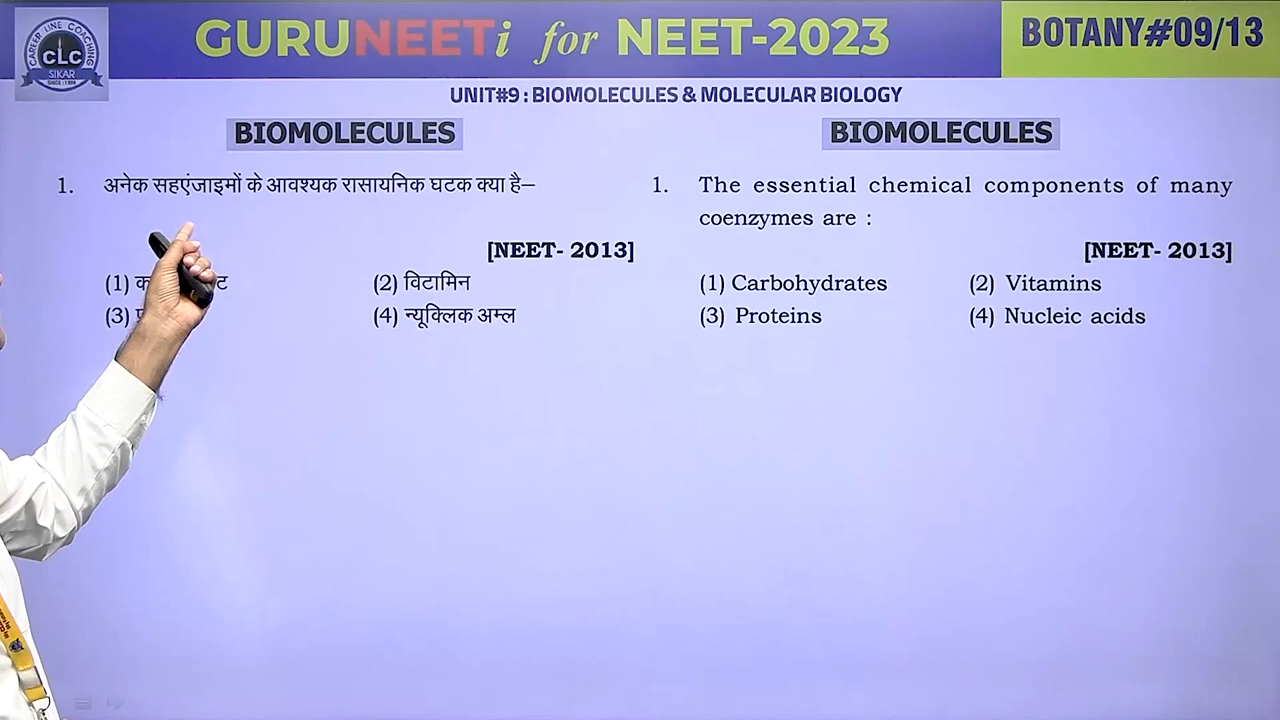 CAREER LINE COACHING
CLC
SIKAR
SINCE : 1996
GURUNEETi for NEET-2023
BOTANY#09/13
UNIT#9 : BIOMOLECULES & MOLECULAR BIOLOGY
BIOMOLECULES
1. अनेक सहएंजाइमों के आवश्यक रासायनिक घटक क्या है–
[NEET- 2013]
(1)
(2) विटामिन
(3)
(4) न्यूक्लिक अम्ल
BIOMOLECULES
1. The essential chemical components of many
coenzymes are :
[NEET- 2013]
(1) Carbohydrates
(2) Vitamins
(3) Proteins
(4) Nucleic acids